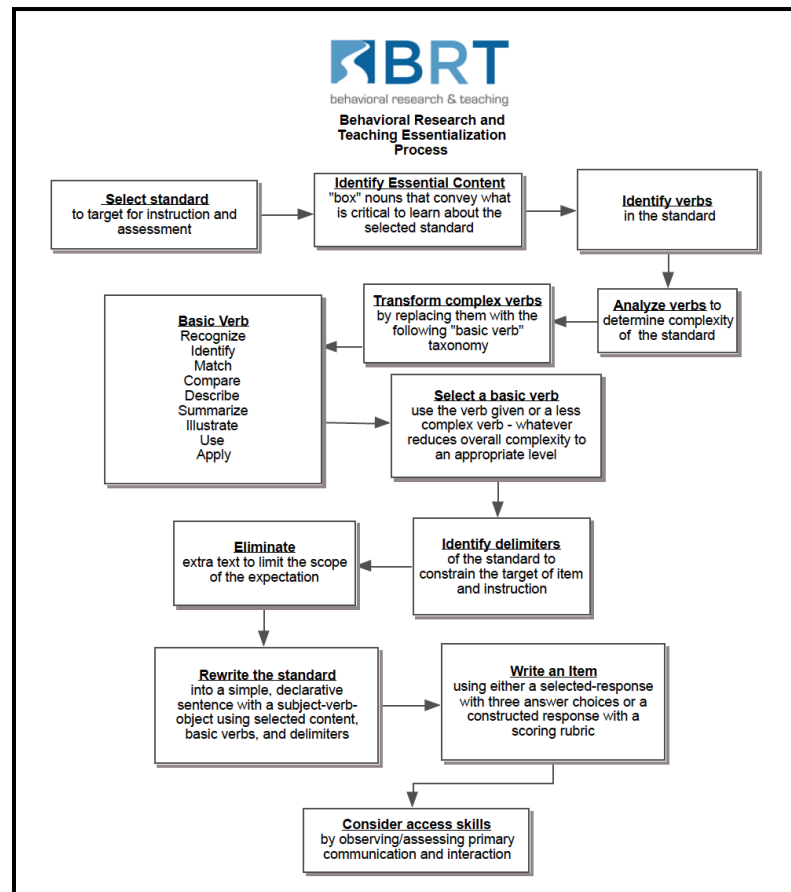 BRT
behavioral research & teaching
Behavioral Research and
Teaching Essentialization
Process
Select standard
to target for instruction and
assessment
Identify Essential Content
"box" nouns that convey what
is critical to learn about the
selected standard
Identify verbs
in the standard
Analyze verbs to
determine complexity
of the standard
Transform complex verbs
by replacing them with the
following "basic verb"
taxonomy
Basic Verb
Recognize
Identify
Match
Compare
Describe
Summarize
Illustrate
Use
Apply
Select a basic verb
use the verb given or a less
complex verb - whatever
reduces overall complexity to
an appropriate level
Identify delimiters
of the standard to
constrain the target of item
and instruction
Eliminate
extra text to limit the scope
of the expectation
Rewrite the standard
into a simple, declarative
sentence with a subject-verb-
object using selected content,
basic verbs, and delimiters
Write an Item
using either a selected-response
with three answer choices or a
constructed response with a
scoring rubric
Consider access skills
by observing/assessing primary
communication and interaction